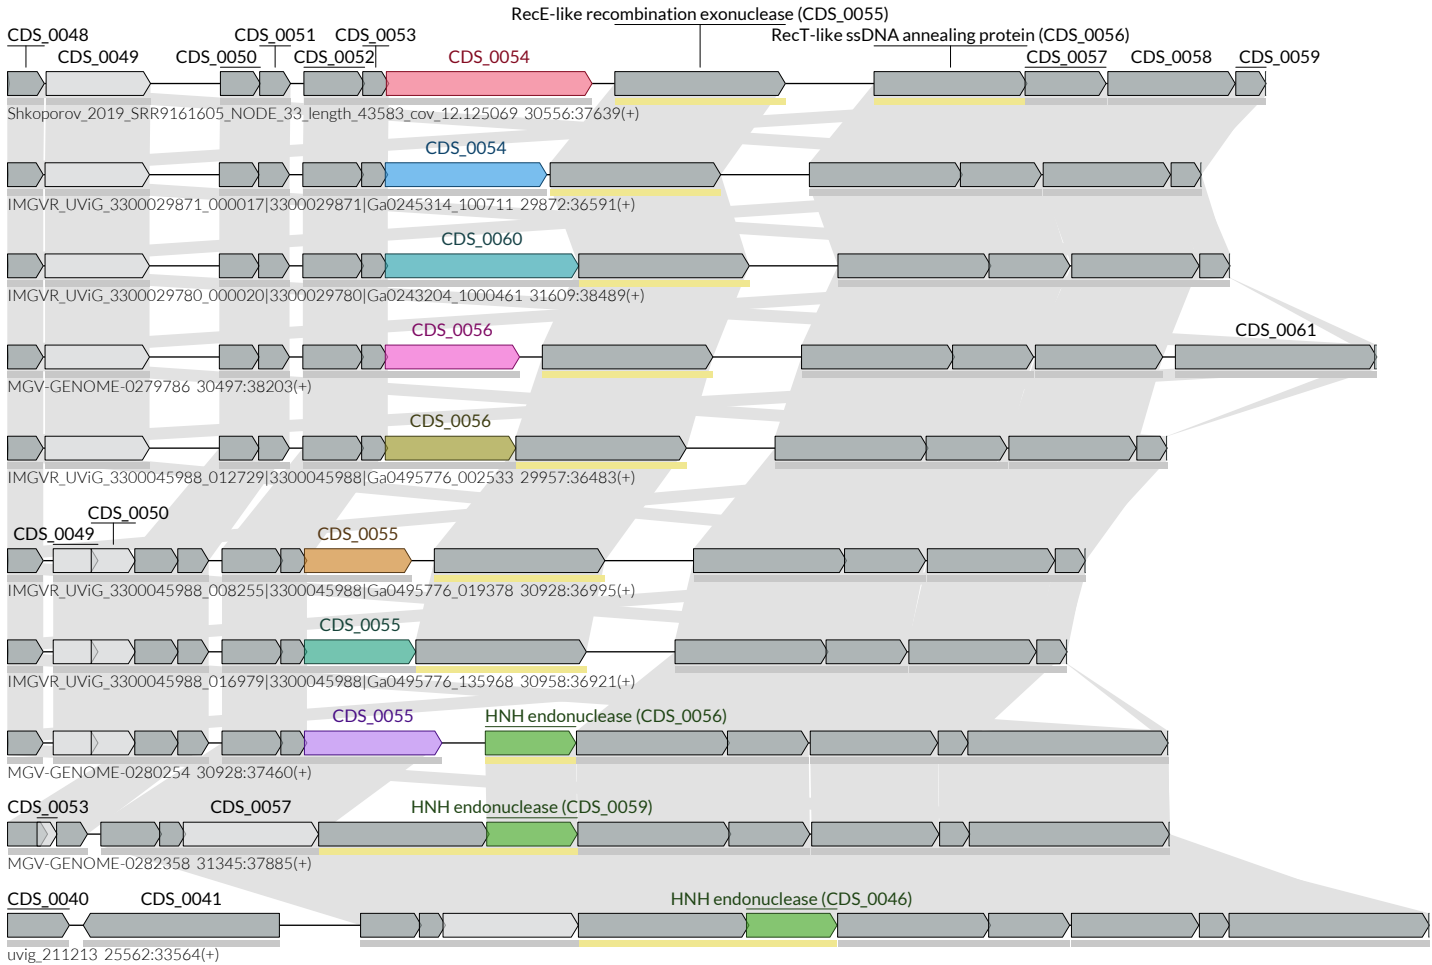 RecE-like recombination exonuclease (CDS_0055)
CDS_0048 CDS_0051 CDS_0053 RecT-like ssDNA annealing protein (CDS_0056)
CDS_0049 CDS_0050 CDS_0052 CDS_0054 CDS_0057 CDS_0058 CDS_0059
Shkoporov_2019_SRR9161605_NODE_33_length_43583_cov_12.125069 30556:37639(+)
CDS_0054
IMGVR_UViG_3300029871_000017|3300029871|Ga0245314_100711 29872:36591(+)
CDS_0060
IMGVR_UViG_3300029780_000020|3300029780|Ga0243204_1000461 31609:38489(+)
CDS_0056 CDS_0061
MGV-GENOME-0279786 30497:38203(+)
CDS_0056
IMGVR_UViG_3300045988_012729|3300045988|Ga0495776_002533 29957:36483(+)
CDS_0050
CDS_0049 CDS_0055
IMGVR_UViG_3300045988_008255|3300045988|Ga0495776_019378 30928:36995(+)
CDS_0055
IMGVR_UViG_3300045988_016979|3300045988|Ga0495776_135968 30958:36921(+)
CDS_0055 HNH endonuclease (CDS_0056)
MGV-GENOME-0280254 30928:37460(+)
CDS_0053 CDS_0057 HNH endonuclease (CDS_0059)
MGV-GENOME-0282358 31345:37885(+)
CDS_0040 CDS_0041 HNH endonuclease (CDS_0046)
uvig_211213 25562:33564(+)